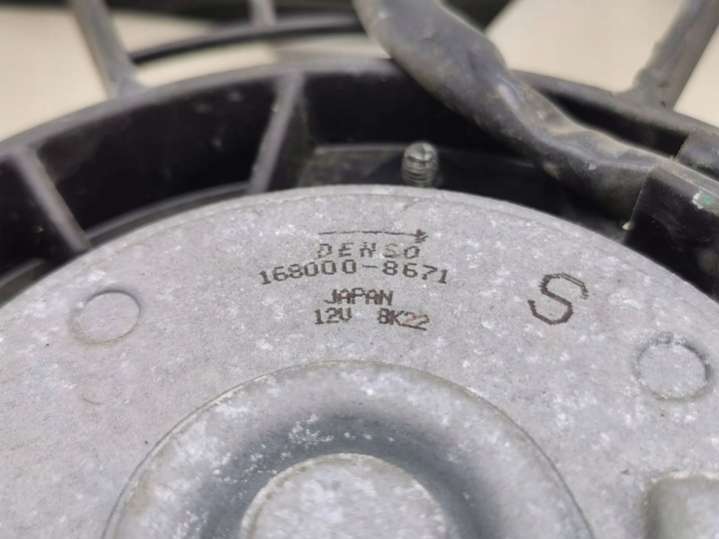 DENSO
168000-8671
JAPAN
12V 8K22
S